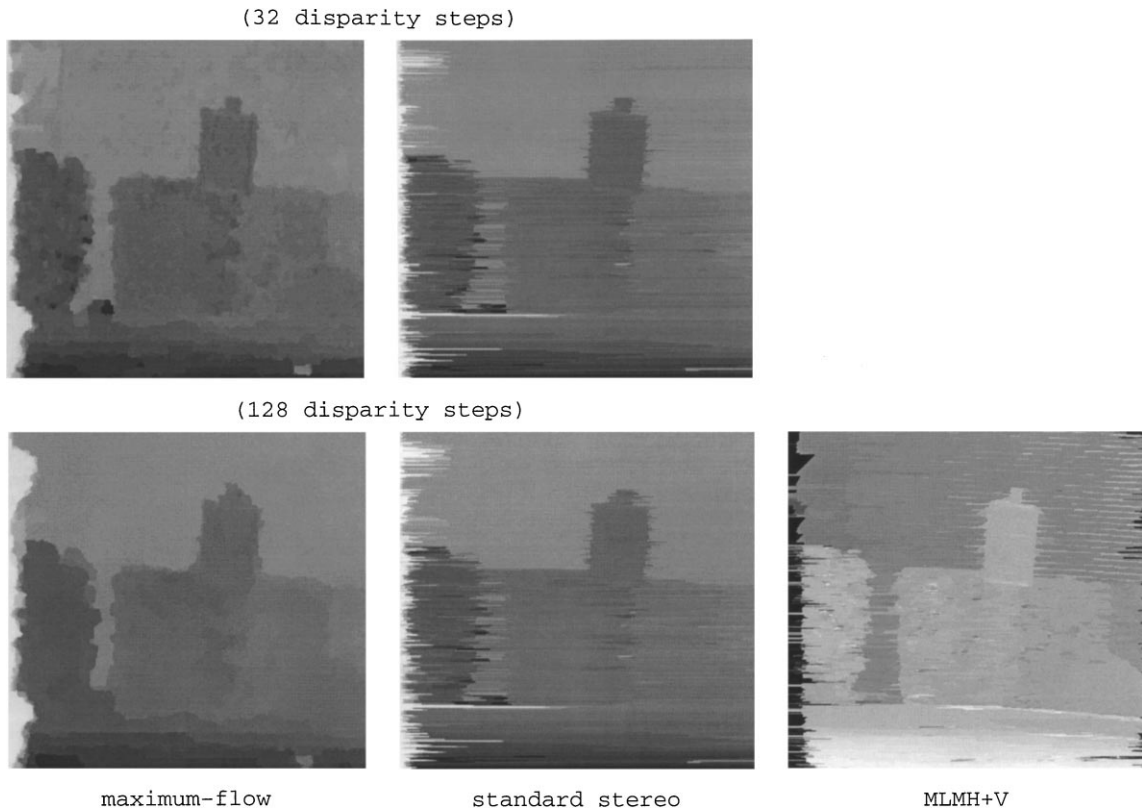 (32 disparity steps)
(128 disparity steps)
maximum-flow
standard stereo
MLMH+V